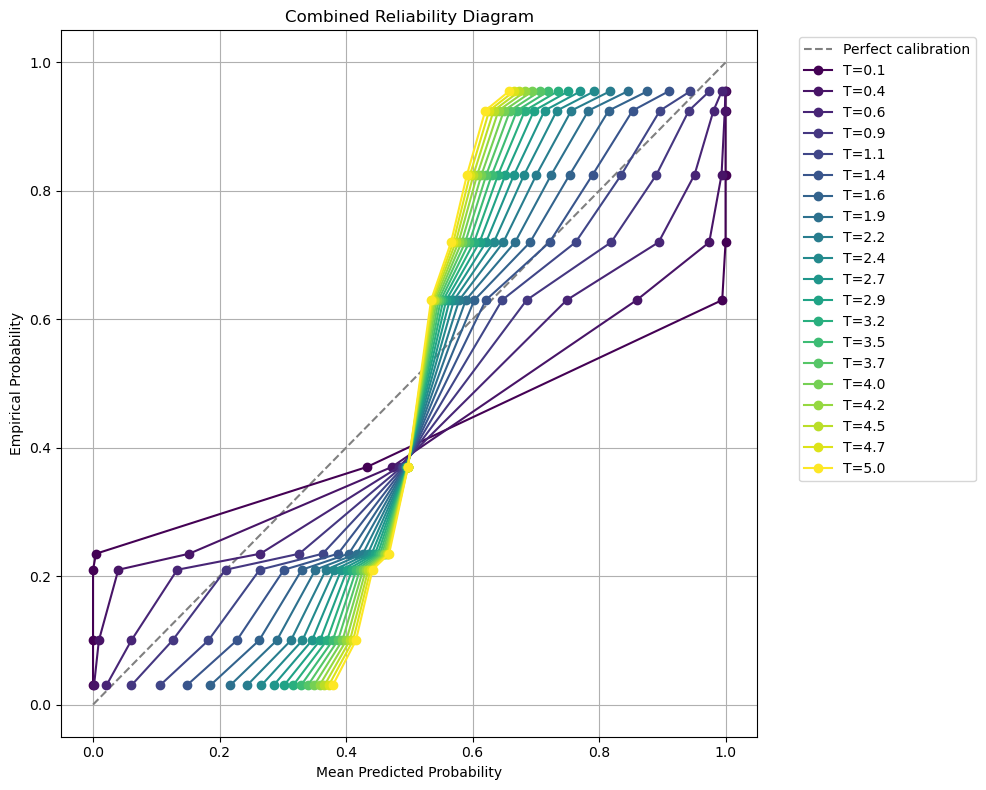 Combined Reliability Diagram
Perfect calibration
T=0.1
T=0.4
T=0.6
T=0.9
T=1.1
T=1.4
T=1.6
T=1.9
T=2.2
T=2.4
T=2.7
T=2.9
T=3.2
T=3.5
T=3.7
T=4.0
T=4.2
T=4.5
T=4.7
T=5.0
Empirical Probability
1.0
0.8
0.6
0.4
0.2
0.0
0.0 0.2 0.4 0.6 0.8 1.0
Mean Predicted Probability